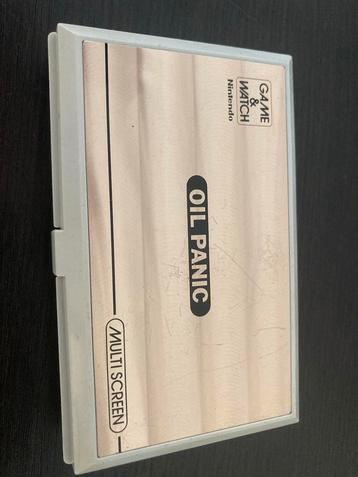 GAME
&
WATCH
Nintendo
OIL PANIC
MULTI SCREEN